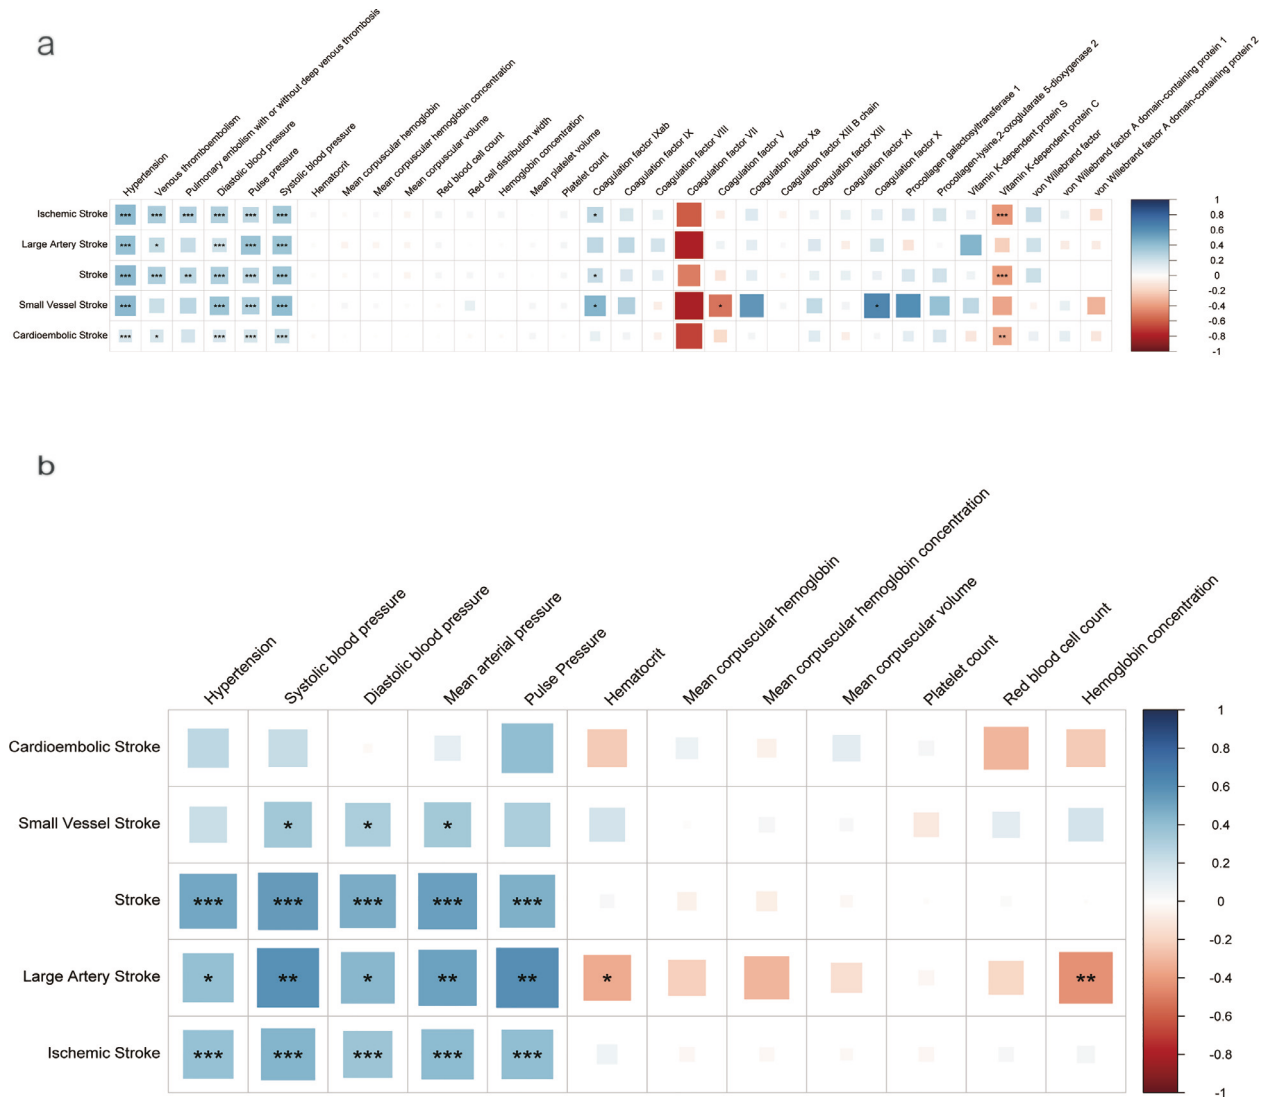 a
Hypertension
Venous thromboembolism
Pulmonary embolism with or without deep venous thrombosis
Diastolic blood pressure
Pulse pressure
Systolic blood pressure
Hematocrit
Mean corpuscular hemoglobin
Mean corpuscular hemoglobin concentration
Mean corpuscular volume
Red blood cell count
Red cell distribution width
Hemoglobin concentration
Mean platelet volume
Platelet count
Coagulation factor IXab
Coagulation factor IX
Coagulation factor VIII
Coagulation factor VII
Coagulation factor V
Coagulation factor Xa
Coagulation factor XIII B chain
Coagulation factor XIII
Coagulation factor XI
Coagulation factor X
Procollagen galactosyltransferase 1
Procollagen-lysine,2-oxoglutarate 5-dioxygenase 2
Vitamin K-dependent protein S
Vitamin K-dependent protein C
von Willebrand factor
von Willebrand factor A domain-containing protein 1
von Willebrand factor A domain-containing protein 2
Ischemic Stroke *** *** *** *** *** *** * ***
Large Artery Stroke *** * *** *** ***
Stroke *** *** ** *** *** *** * ***
Small Vessel Stroke *** *** *** *** * * *
Cardioembolic Stroke *** * *** *** *** **
1
0.8
0.6
0.4
0.2
0
-0.2
-0.4
-0.6
-0.8
-1
b
Hypertension
Systolic blood pressure
Diastolic blood pressure
Mean arterial pressure
Pulse Pressure
Hematocrit
Mean corpuscular hemoglobin
Mean corpuscular hemoglobin concentration
Mean corpuscular volume
Platelet count
Red blood cell count
Hemoglobin concentration
Cardioembolic Stroke
Small Vessel Stroke * * *
Stroke *** *** *** *** ***
Large Artery Stroke * ** * ** ** * **
Ischemic Stroke *** *** *** *** ***
1
0.8
0.6
0.4
0.2
0
-0.2
-0.4
-0.6
-0.8
-1